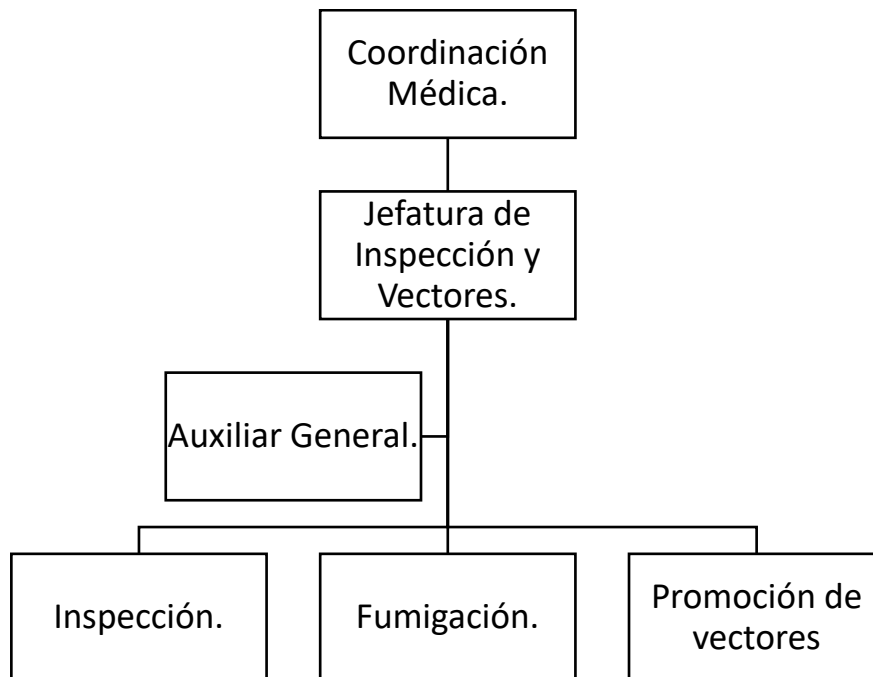 Coordinación
Médica.
Jefatura de
Inspección y
Vectores.
Auxiliar General.
Inspección.
Fumigación.
Promoción de
vectores